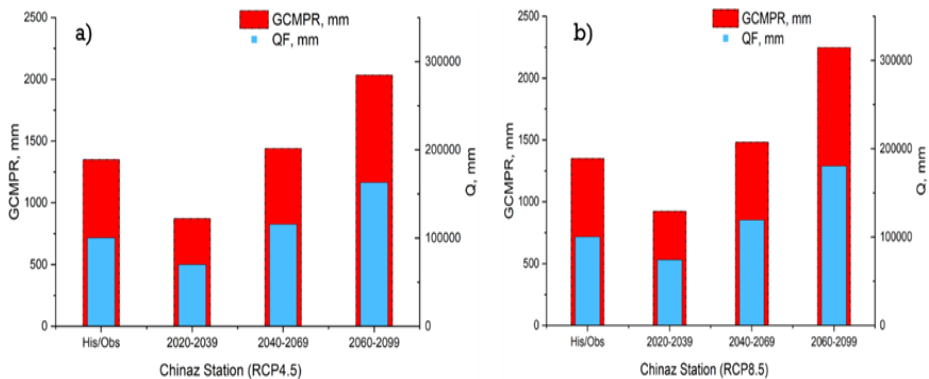 a)
GCMPR, mm
QF, mm
2500
2000
1500
1000
500
0
GCMPR, mm
300000
200000
100000
0
Q, mm
His/Obs 2020-2039 2040-2069 2060-2099
Chinaz Station (RCP4.5)
b)
GCMPR, mm
QF, mm
2500
2000
1500
1000
500
0
GCMPR, mm
300000
200000
100000
0
Q, mm
His/Obs 2020-2039 2040-2069 2060-2099
Chinaz Station (RCP8.5)